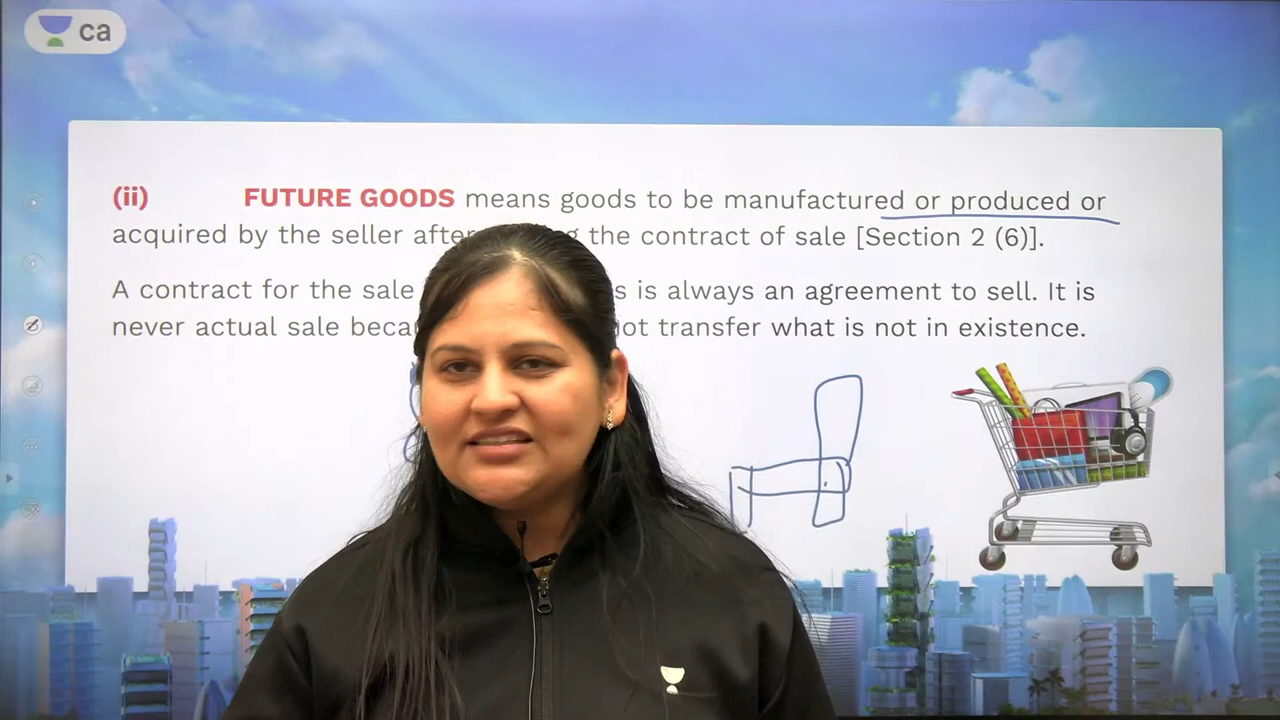 ca
(ii) FUTURE GOODS means goods to be manufactured or produced or
acquired by the seller after the contract of sale [Section 2 (6)].
A contract for the sale is always an agreement to sell. It is
never actual sale transfer what is not in existence.